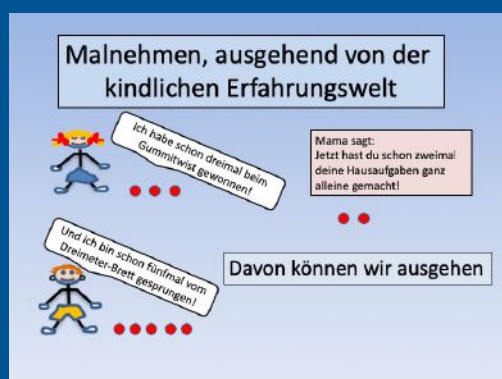 Malnehmen, ausgehend von der
kindlichen Erfahrungswelt
Ich habe schon dreimal beim
Gummitwist gewonnen!
Mama sagt:
Jetzt hast du schon zweimal
deine Hausaufgaben ganz
alleine gemacht!
Und ich bin schon fünfmal vom
Dreimeter-Brett gesprungen!
Davon können wir ausgehen